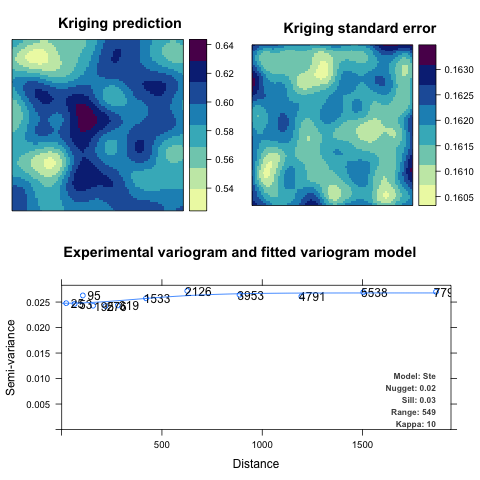 Kriging prediction
Kriging standard error
0.64
0.62
0.60
0.58
0.56
0.54
0.1630
0.1625
0.1620
0.1615
0.1610
0.1605
Experimental variogram and fitted variogram model
Semi-variance
0.025
0.020
0.015
0.010
0.005
95
1533
2126
3953
4791
5538
Model: Ste
Nugget: 0.02
Sill: 0.03
Range: 549
Kappa: 10
500
1000
1500
Distance